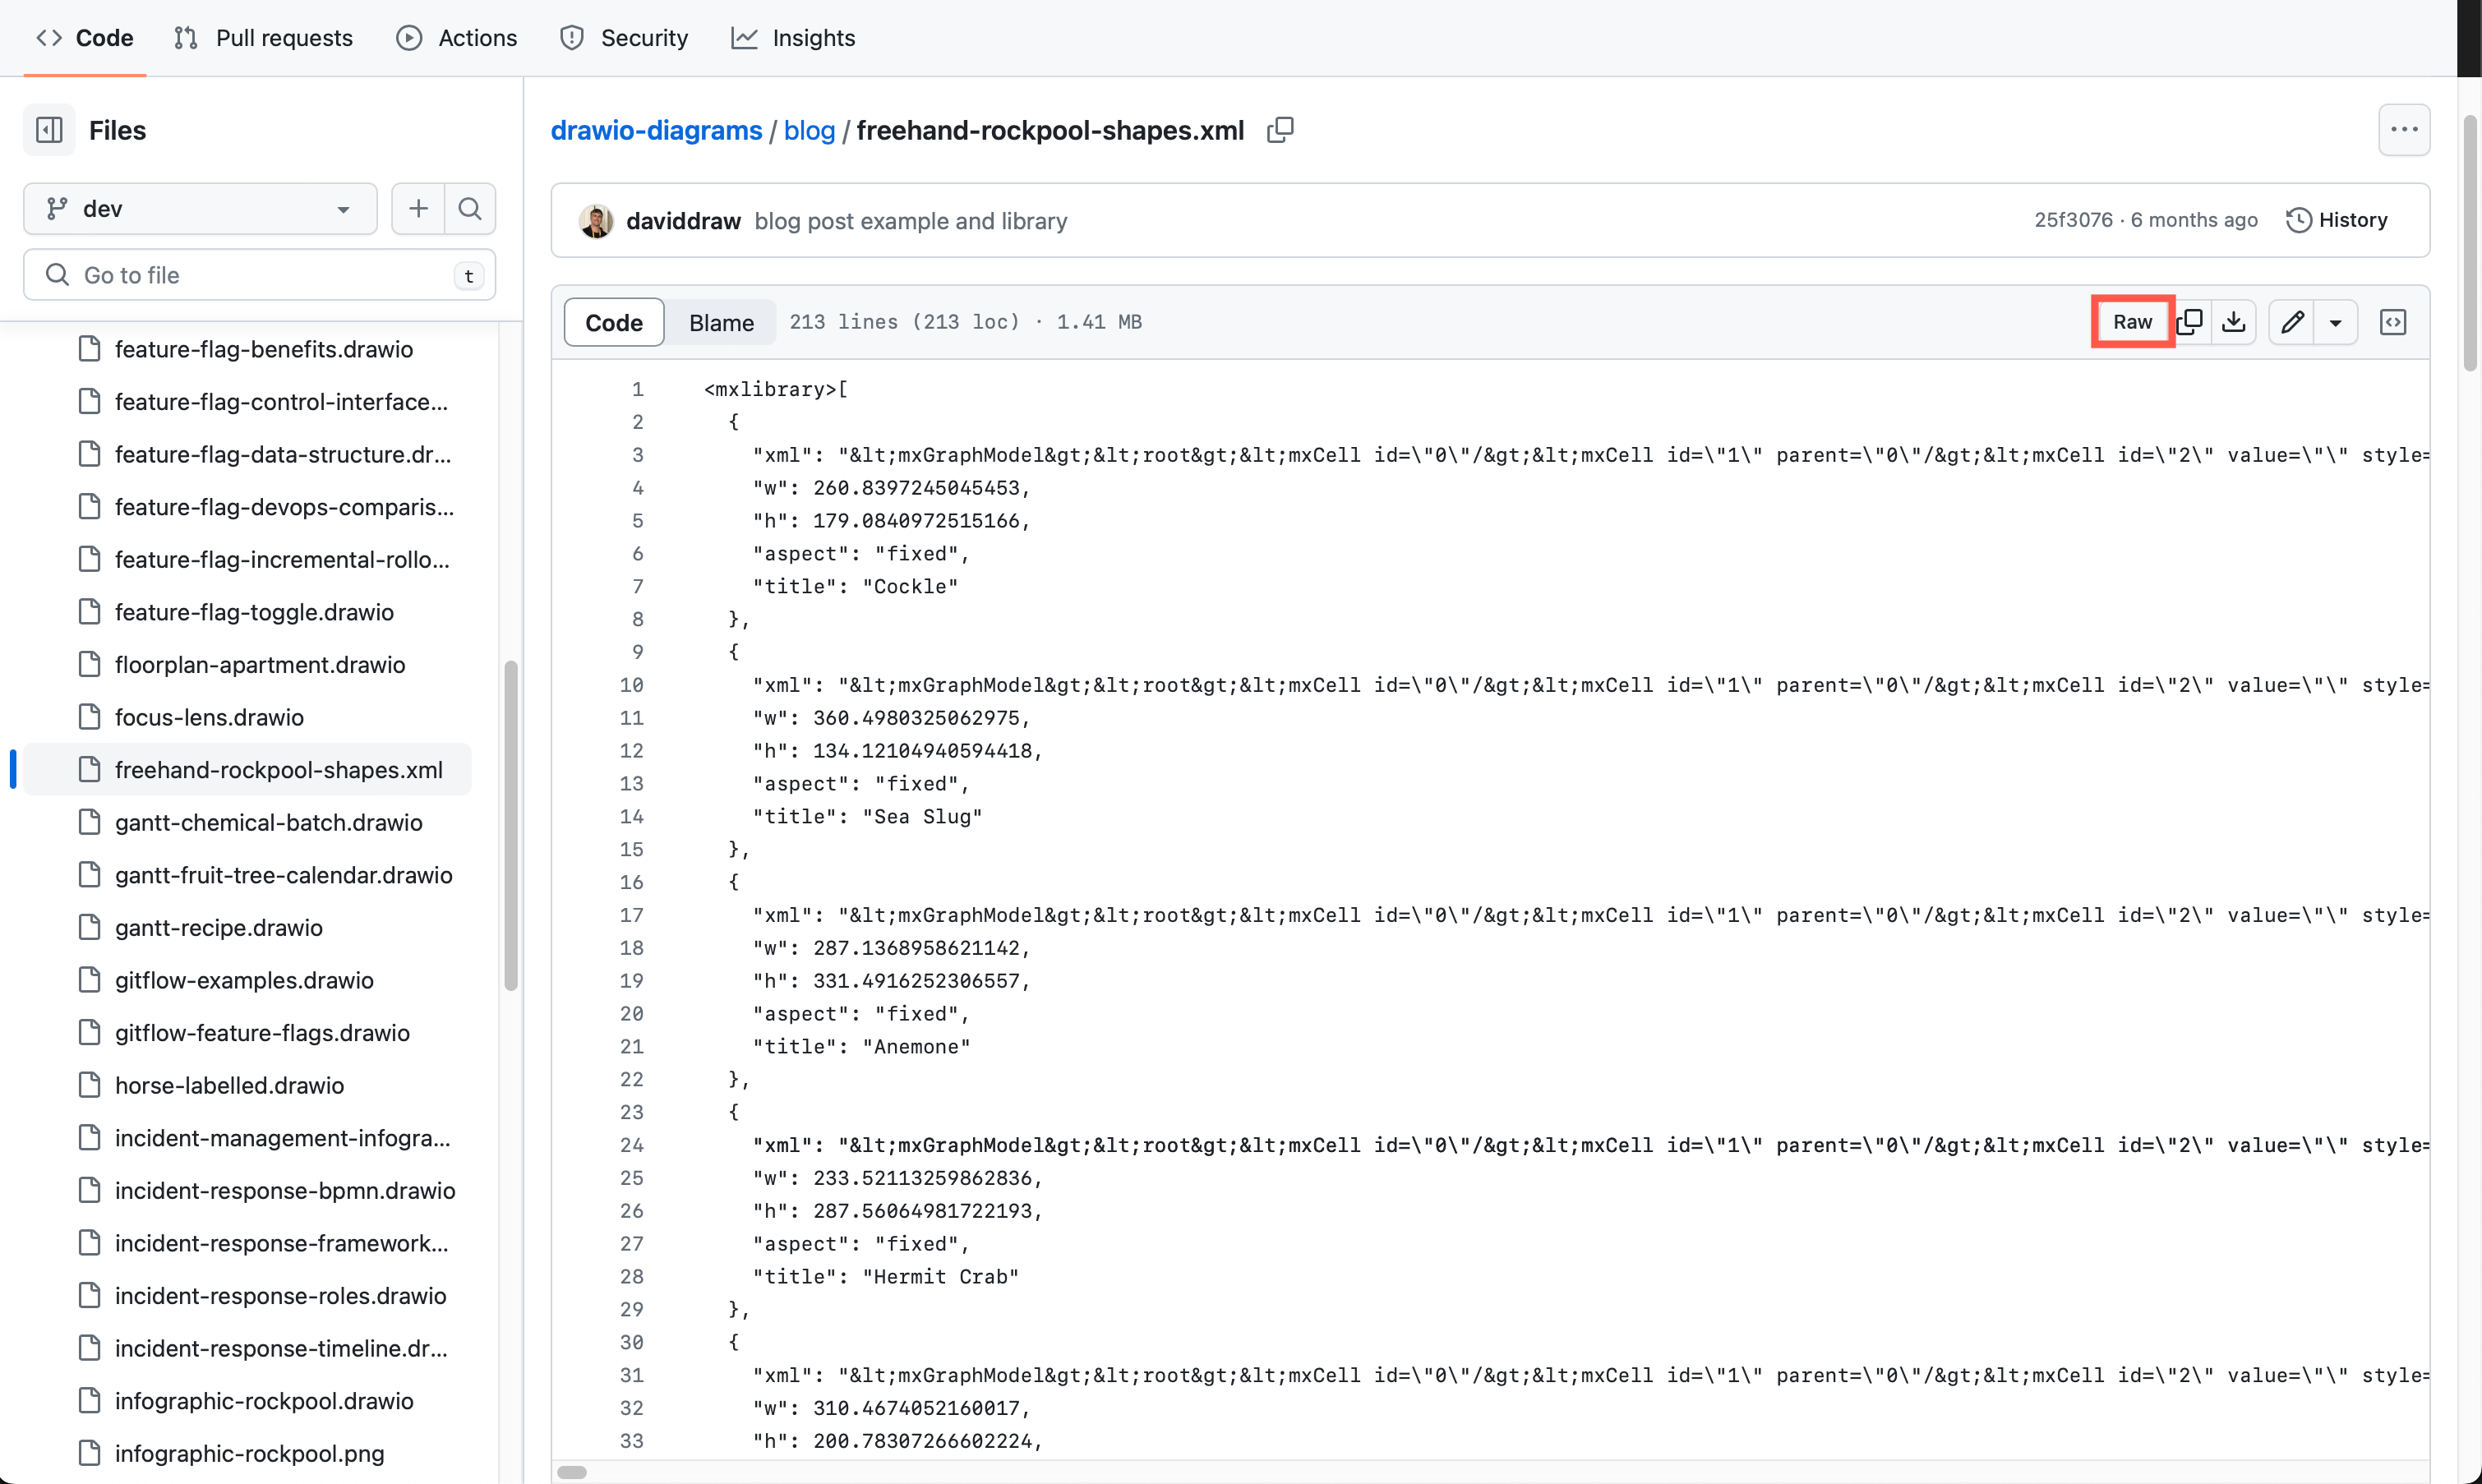 Code Pull requests Actions Security Insights
Files
dev
Go to file t
feature-flag-benefits.drawio
feature-flag-control-interface...
feature-flag-data-structure.dr...
feature-flag-devops-comparis...
feature-flag-incremental-rollo...
feature-flag-toggle.drawio
floorplan-apartment.drawio
focus-lens.drawio
freehand-rockpool-shapes.xml
gantt-chemical-batch.drawio
gantt-fruit-tree-calendar.drawio
gantt-recipe.drawio
gitflow-examples.drawio
gitflow-feature-flags.drawio
horse-labelled.drawio
incident-management-infogra...
incident-response-bpmn.drawio
incident-response-framework...
incident-response-roles.drawio
incident-response-timeline.dr...
infographic-rockpool.drawio
infographic-rockpool.png
drawio-diagrams / blog / freehand-rockpool-shapes.xml
daviddraw blog post example and library 25f3076 · 6 months ago History
Code Blame 213 lines (213 loc) · 1.41 MB Raw
1 <mxlibrary>[
2 {
3 "xml": "&lt;mxGraphModel&gt;&lt;root&gt;&lt;mxCell id=\"0\"/&gt;&lt;mxCell id=\"1\" parent=\"0\"/&gt;&lt;mxCell id=\"2\" value=\"\" style=
4 "w": 260.8397245045453,
5 "h": 179.0840972515166,
6 "aspect": "fixed",
7 "title": "Cockle"
8 },
9 {
10 "xml": "&lt;mxGraphModel&gt;&lt;root&gt;&lt;mxCell id=\"0\"/&gt;&lt;mxCell id=\"1\" parent=\"0\"/&gt;&lt;mxCell id=\"2\" value=\"\" style=
11 "w": 360.4980325062975,
12 "h": 134.12104940594418,
13 "aspect": "fixed",
14 "title": "Sea Slug"
15 },
16 {
17 "xml": "&lt;mxGraphModel&gt;&lt;root&gt;&lt;mxCell id=\"0\"/&gt;&lt;mxCell id=\"1\" parent=\"0\"/&gt;&lt;mxCell id=\"2\" value=\"\" style=
18 "w": 287.1368958621142,
19 "h": 331.4916252306557,
20 "aspect": "fixed",
21 "title": "Anemone"
22 },
23 {
24 "xml": "&lt;mxGraphModel&gt;&lt;root&gt;&lt;mxCell id=\"0\"/&gt;&lt;mxCell id=\"1\" parent=\"0\"/&gt;&lt;mxCell id=\"2\" value=\"\" style=
25 "w": 233.52113259862836,
26 "h": 287.56064981722193,
27 "aspect": "fixed",
28 "title": "Hermit Crab"
29 },
30 {
31 "xml": "&lt;mxGraphModel&gt;&lt;root&gt;&lt;mxCell id=\"0\"/&gt;&lt;mxCell id=\"1\" parent=\"0\"/&gt;&lt;mxCell id=\"2\" value=\"\" style=
32 "w": 310.4674052160017,
33 "h": 200.78307266602224,